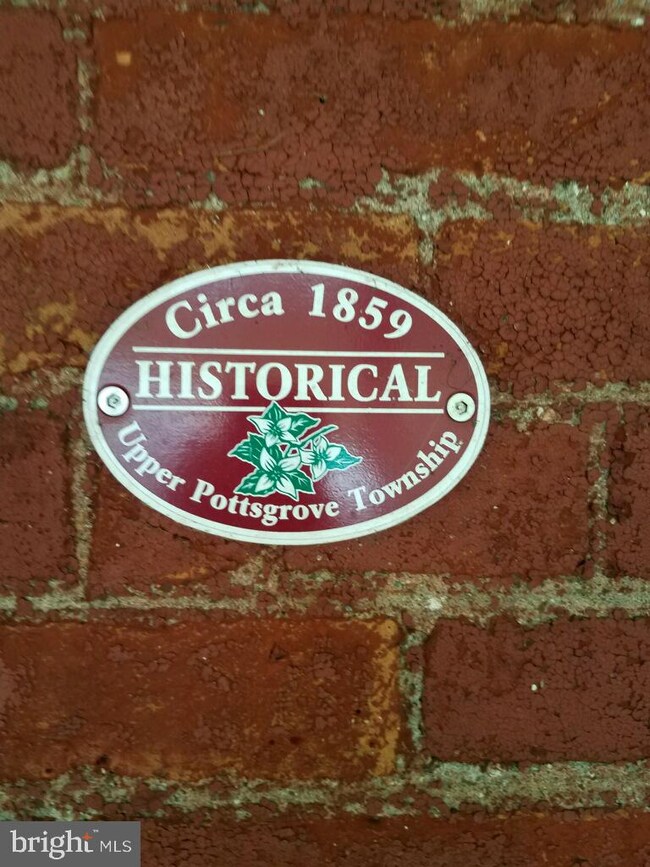 Circa 1859
HISTORICAL
Upper Pottsgrove Township
bright MLS